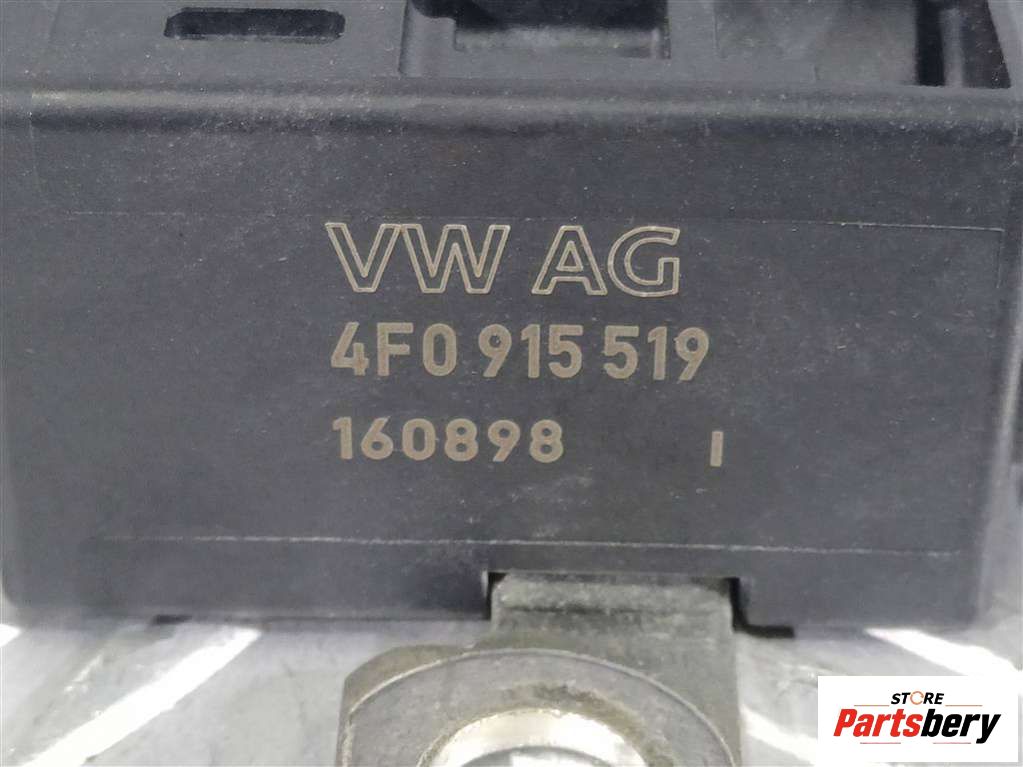 VW AG
4F0 915 519
160898 I
STORE
Partsbery